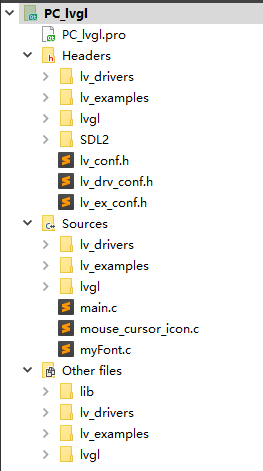 PC_lvgl
PC_lvgl.pro
Headers
lv_drivers
lv_examples
lvgl
SDL2
lv_conf.h
lv_drv_conf.h
lv_ex_conf.h
Sources
lv_drivers
lv_examples
lvgl
main.c
mouse_cursor_icon.c
myFont.c
Other files
lib
lv_drivers
lv_examples
lvgl